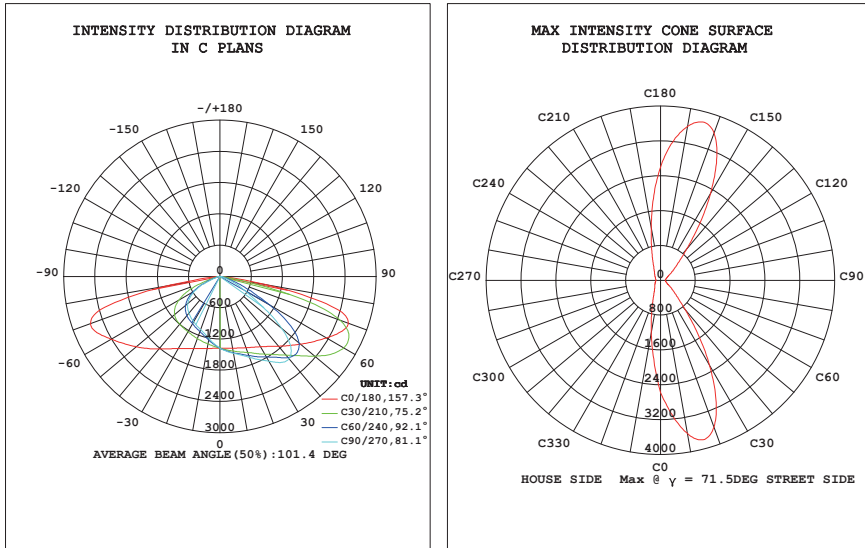 INTENSITY DISTRIBUTION DIAGRAM
IN C PLANS
-/+180
-150
150
-120
120
-90
90
-60
60
-30
30
0
0
600
1200
1800
2400
3000
UNIT:cd
C0/180,157.3°
C30/210,75.2°
C60/240,92.1°
C90/270,81.1°
AVERAGE BEAM ANGLE(50%):101.4 DEG
MAX INTENSITY CONE SURFACE
DISTRIBUTION DIAGRAM
C180
C210
C150
C240
C120
C270
C90
C300
C60
C330
C30
C0
0
800
1600
2400
3200
4000
HOUSE SIDE Max @ γ = 71.5DEG STREET SIDE